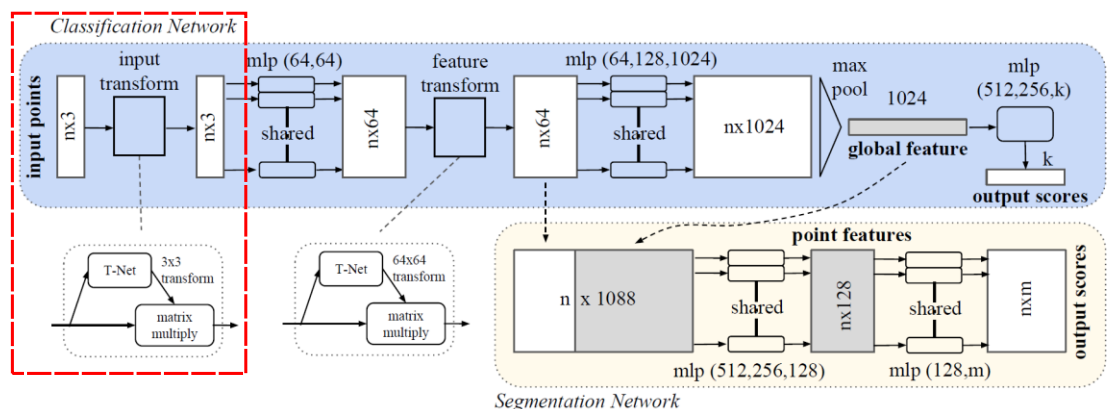 Classification Network
input points
nx3
input
transform
nx3
mlp (64,64)
shared
nx64
feature
transform
nx64
mlp (64,128,1024)
shared
nx1024
max
pool
1024
global feature
mlp
(512,256,k)
k
output scores
T-Net
3x3
transform
matrix
multiply
T-Net
64x64
transform
matrix
multiply
point features
n x 1088
shared
mlp (512,256,128)
nx128
shared
mlp (128,m)
nxm
output scores
Segmentation Network